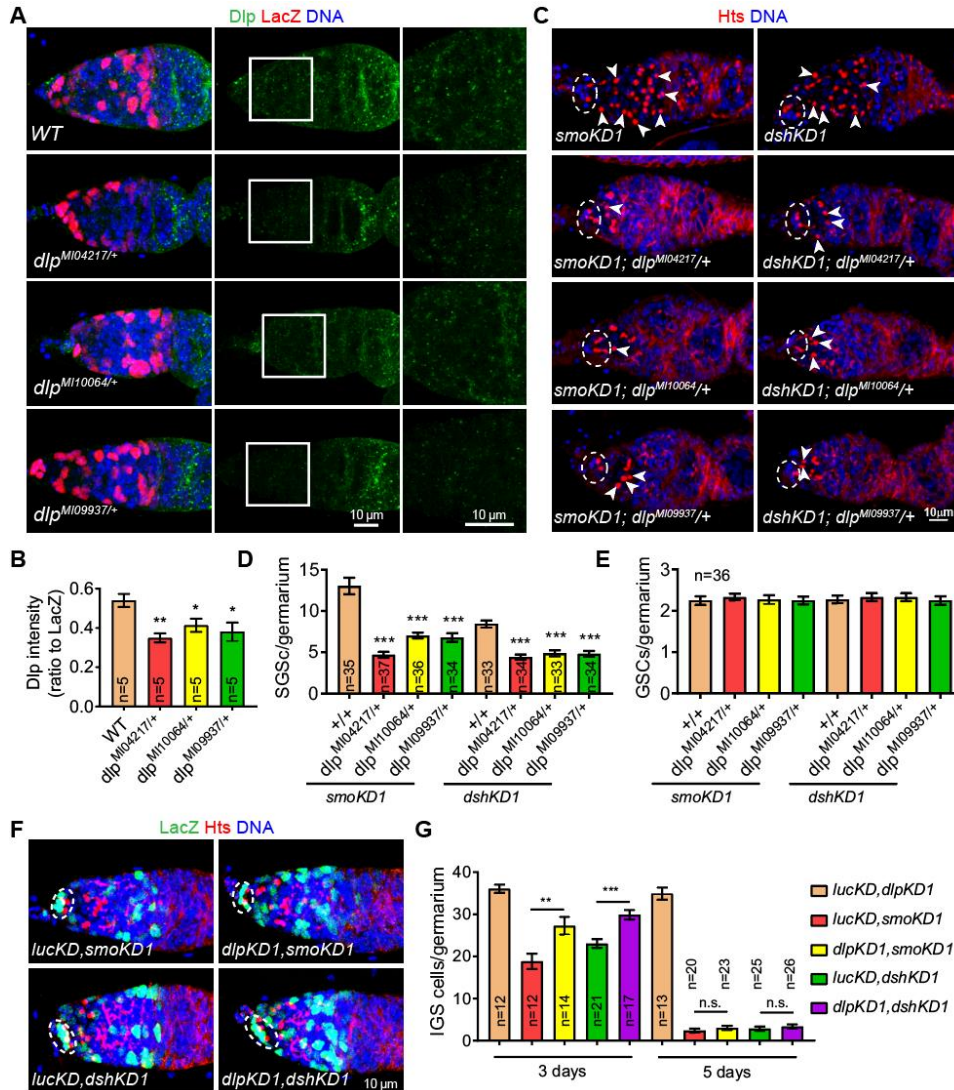 A
Dlp LacZ DNA
WT
dlpMI04217/+
dlpMI10064/+
dlpMI09937/+
10 μm
10 μm
C
Hts DNA
smoKD1
dshKD1
smoKD1; dlpMI04217/+
dshKD1; dlpMI04217/+
smoKD1; dlpMI10064/+
dshKD1; dlpMI10064/+
smoKD1; dlpMI09937/+
dshKD1; dlpMI09937/+
10μm
B
Dlp intensity
(ratio to LacZ)
0.6
0.4
0.2
0.0
**
*
*
n=5
n=5
n=5
n=5
WT
dlpMI04217/+
dlpMI10064/+
dlpMI09937/+
D
SGSc/germarium
15
10
5
0
***
***
***
***
***
***
n=35
n=37
n=36
n=34
n=33
n=34
n=33
n=34
+/+
dlpMI04217/+
dlpMI10064/+
dlpMI09937/+
+/+
dlpMI04217/+
dlpMI10064/+
dlpMI09937/+
smoKD1
dshKD1
E
GSCs/germarium
3
2
1
0
n=36
+/+
dlpMI04217/+
dlpMI10064/+
dlpMI09937/+
+/+
dlpMI04217/+
dlpMI10064/+
dlpMI09937/+
smoKD1
dshKD1
F
LacZ Hts DNA
lucKD,smoKD1
dlpKD1,smoKD1
lucKD,dshKD1
dlpKD1,dshKD1
10 μm
G
IGS cells/germarium
40
30
20
10
0
**
***
n.s.
n.s.
n=12
n=12
n=14
n=21
n=17
n=13
n=20
n=23
n=25
n=26
3 days
5 days
lucKD,dlpKD1
lucKD,smoKD1
dlpKD1,smoKD1
lucKD,dshKD1
dlpKD1,dshKD1